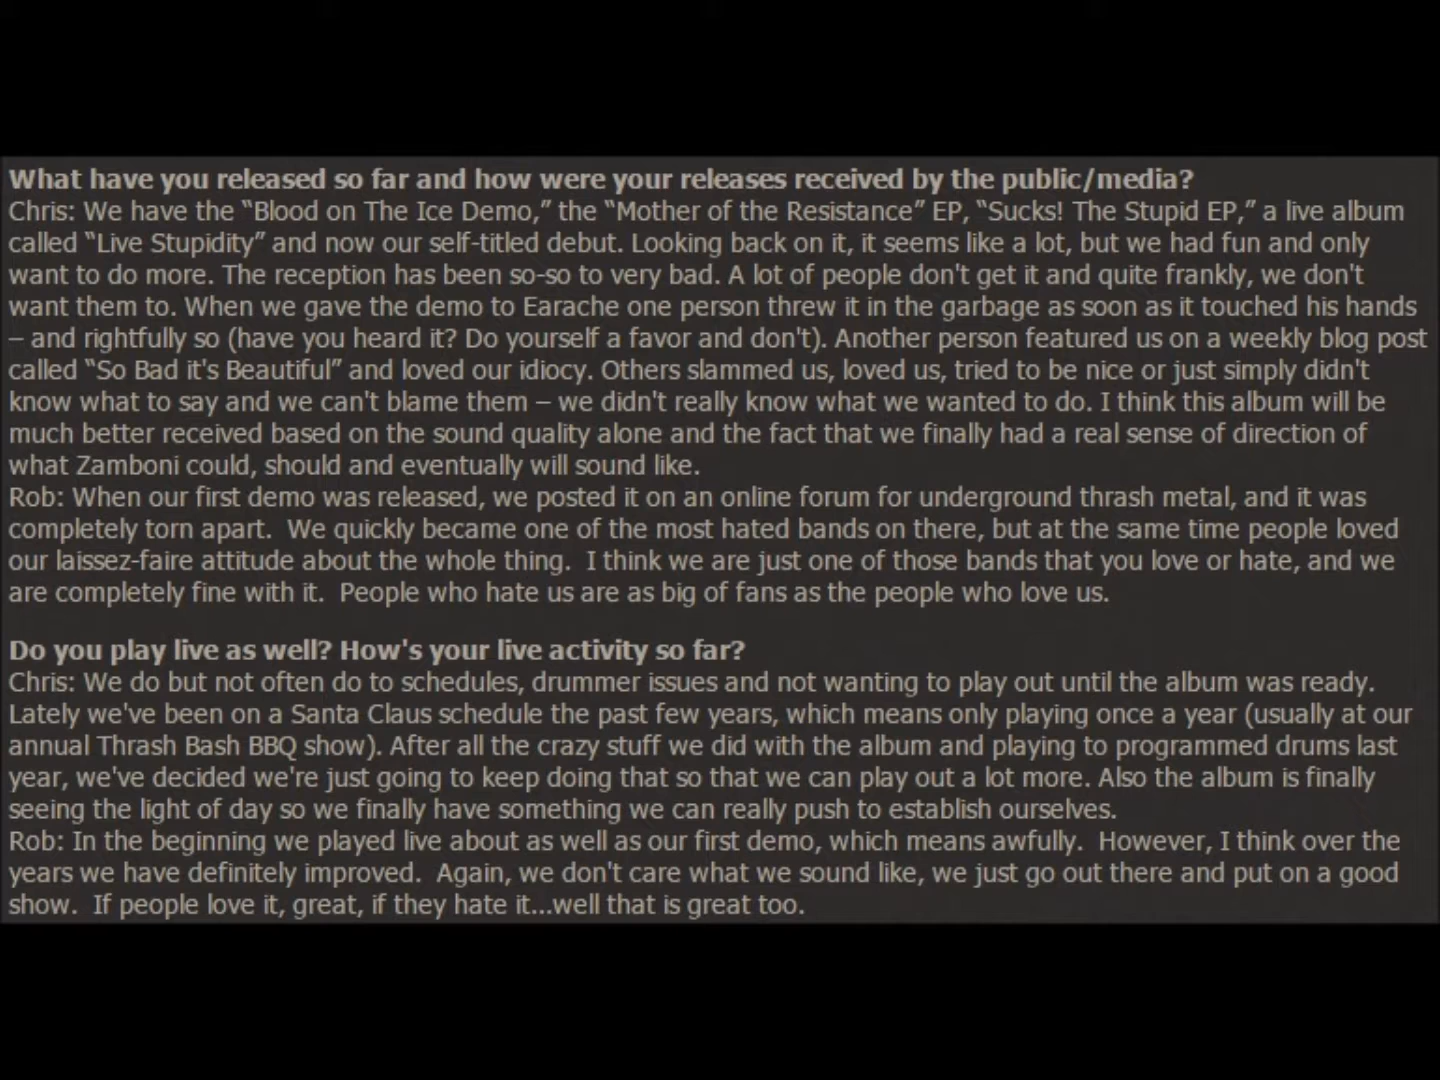 What have you released so far and how were your releases received by the public/media?
Chris: We have the “Blood on The Ice Demo,” the “Mother of the Resistance” EP, “Sucks! The Stupid EP,” a live album
called “Live Stupidity” and now our self-titled debut. Looking back on it, it seems like a lot, but we had fun and only
want to do more. The reception has been so-so to very bad. A lot of people don't get it and quite frankly, we don't
want them to. When we gave the demo to Earache one person threw it in the garbage as soon as it touched his hands
– and rightfully so (have you heard it? Do yourself a favor and don't). Another person featured us on a weekly blog post
called “So Bad it's Beautiful” and loved our idiocy. Others slammed us, loved us, tried to be nice or just simply didn't
know what to say and we can't blame them – we didn't really know what we wanted to do. I think this album will be
much better received based on the sound quality alone and the fact that we finally had a real sense of direction of
what Zamboni could, should and eventually will sound like.
Rob: When our first demo was released, we posted it on an online forum for underground thrash metal, and it was
completely torn apart.  We quickly became one of the most hated bands on there, but at the same time people loved
our laissez-faire attitude about the whole thing.  I think we are just one of those bands that you love or hate, and we
are completely fine with it.  People who hate us are as big of fans as the people who love us.
Do you play live as well? How's your live activity so far?
Chris: We do but not often do to schedules, drummer issues and not wanting to play out until the album was ready.
Lately we've been on a Santa Claus schedule the past few years, which means only playing once a year (usually at our
annual Thrash Bash BBQ show). After all the crazy stuff we did with the album and playing to programmed drums last
year, we've decided we're just going to keep doing that so that we can play out a lot more. Also the album is finally
seeing the light of day so we finally have something we can really push to establish ourselves.
Rob: In the beginning we played live about as well as our first demo, which means awfully.  However, I think over the
years we have definitely improved.  Again, we don't care what we sound like, we just go out there and put on a good
show.  If people love it, great, if they hate it...well that is great too.